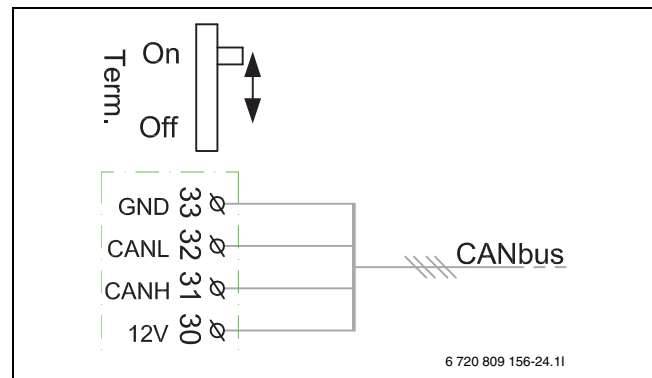 On
Term.
Off
GND 33
CANL 32
CANH 31
12V 30
CANbus
6 720 809 156-24.1I